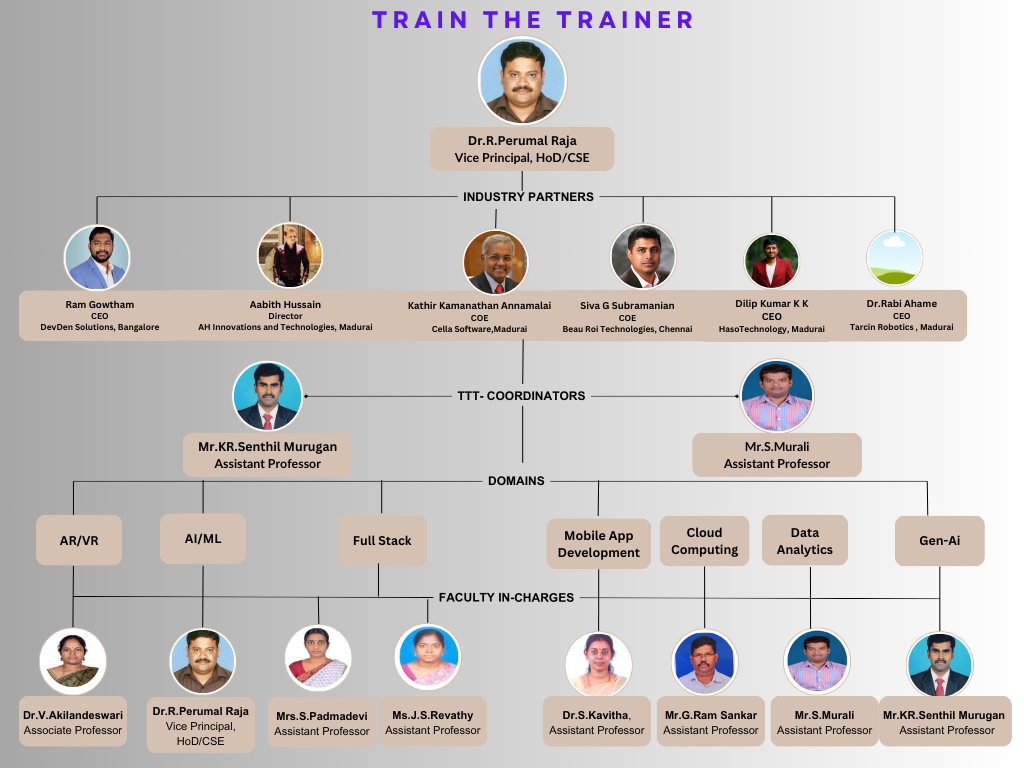 TRAIN THE TRAINER
Dr.R.Perumal Raja
Vice Principal, HoD/CSE
INDUSTRY PARTNERS
Ram Gowtham
CEO
DevDen Solutions, Bangalore
Aabith Hussain
Director
AH Innovations and Technologies, Madurai
Kathir Kamanathan Annamalai
COE
Cella Software,Madurai
Siva G Subramanian
COE
Beau Roi Technologies, Chennai
Dilip Kumar K K
CEO
HasoTechnology, Madurai
Dr.Rabi Ahame
CEO
Tarcin Robotics , Madurai
TTT- COORDINATORS
Mr.KR.Senthil Murugan
Assistant Professor
Mr.S.Murali
Assistant Professor
DOMAINS
AR/VR
AI/ML
Full Stack
Mobile App
Development
Cloud
Computing
Data
Analytics
Gen-Ai
FACULTY IN-CHARGES
Dr.V.Akilandeswari
Associate Professor
Dr.R.Perumal Raja
Vice Principal,
HoD/CSE
Mrs.S.Padmadevi
Assistant Professor
Ms.J.S.Revathy
Assistant Professor
Dr.S.Kavitha,
Assistant Professor
Mr.G.Ram Sankar
Assistant Professor
Mr.S.Murali
Assistant Professor
Mr.KR.Senthil Murugan
Assistant Professor